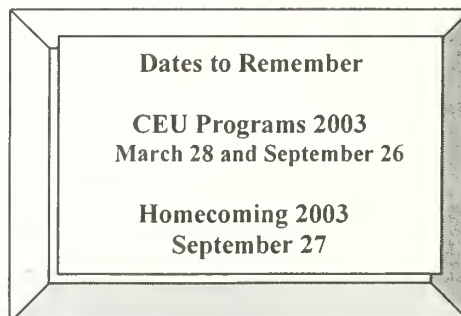 Dates to Remember
CEU Programs 2003
March 28 and September 26
Homecoming 2003
September 27